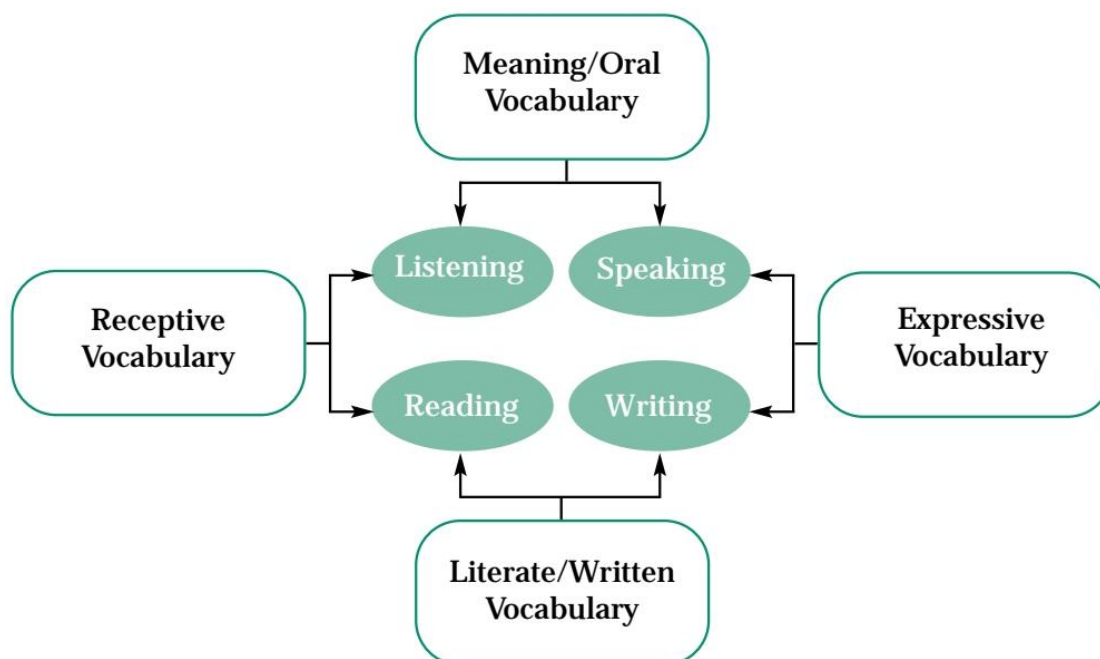 Meaning/Oral
Vocabulary
Listening
Speaking
Receptive
Vocabulary
Expressive
Vocabulary
Reading
Writing
Literate/Written
Vocabulary